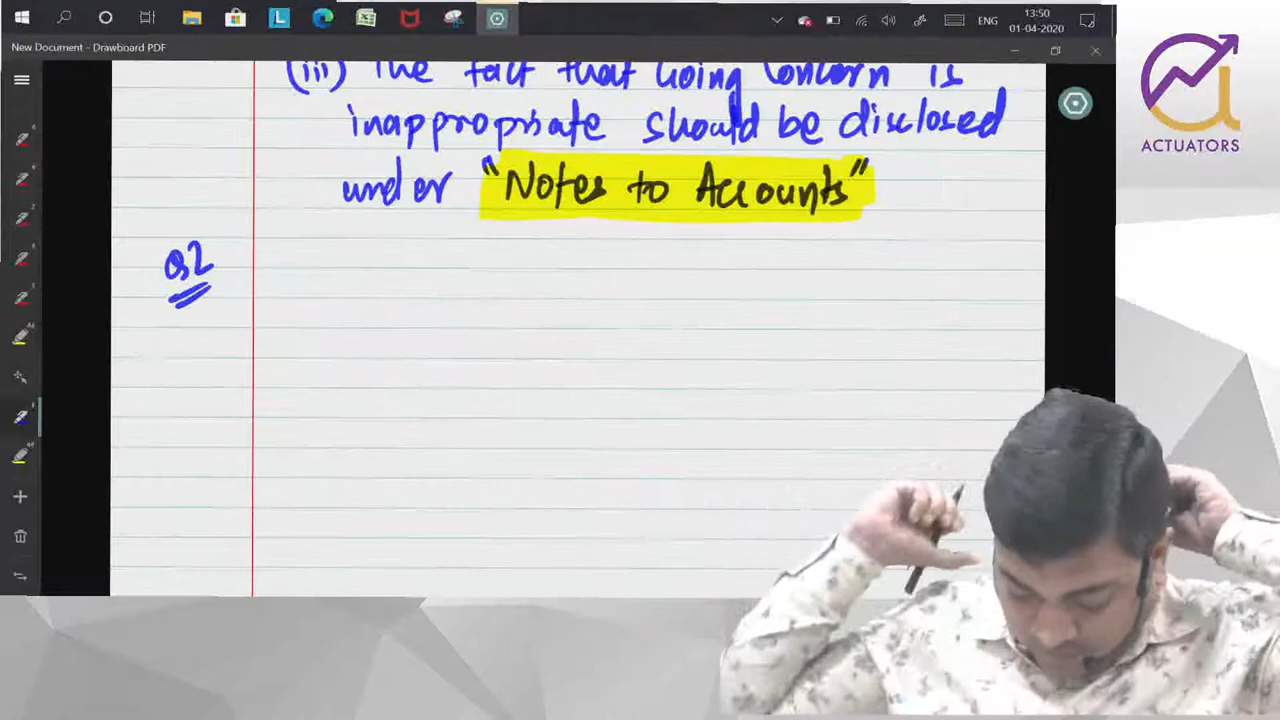 ENG
13:50
01-04-2020
New Document - Drawboard PDF
ACTUATORS
(iii) The fact that Going Concern is
inappropriate should be disclosed
under "Notes to Accounts"
Q2